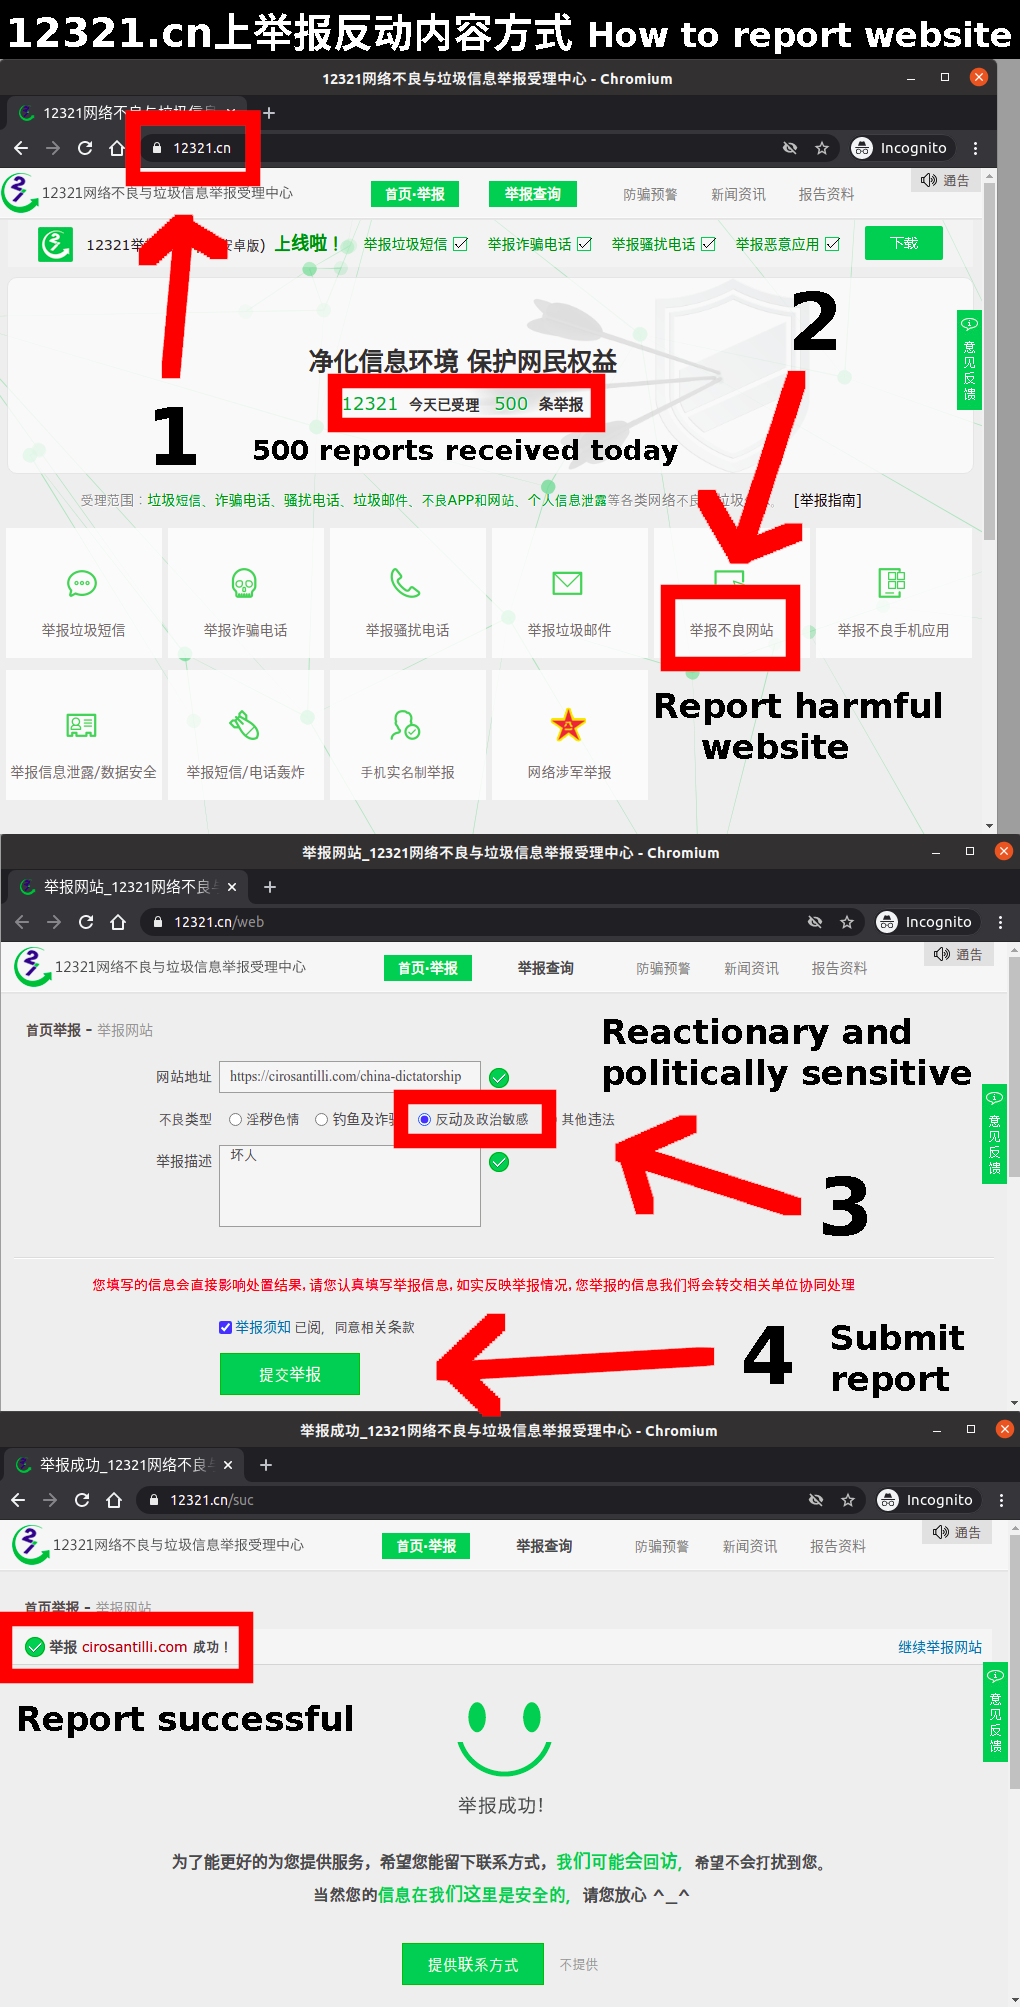 12321.cn上举报反动内容方式 How to report website
12321网络不良与垃圾信息举报受理中心 - Chromium
12321网络不良与垃圾信息
12321.cn
Incognito
12321网络不良与垃圾信息举报受理中心
首页·举报
举报查询
防骗预警
新闻资讯
报告资料
通告
12321举
安卓版)
上线啦！
举报垃圾短信
举报诈骗电话
举报骚扰电话
举报恶意应用
下载
2
净化信息环境 保护网民权益
12321 今天已受理 500 条举报
1
500 reports received today
意见反馈
受理范围：垃圾短信、诈骗电话、骚扰电话、垃圾邮件、不良APP和网站、个人信息泄露等各类网络不良
[举报指南]
举报垃圾短信
举报诈骗电话
举报骚扰电话
举报垃圾邮件
举报不良网站
举报不良手机应用
Report harmful
website
举报信息泄露/数据安全
举报短信/电话轰炸
手机实名制举报
网络涉军举报
举报网站_12321网络不良与垃圾信息举报受理中心 - Chromium
举报网站_12321网络不良与
12321.cn/web
Incognito
12321网络不良与垃圾信息举报受理中心
首页·举报
举报查询
防骗预警
新闻资讯
报告资料
通告
首页举报 - 举报网站
Reactionary and
politically sensitive
网站地址
https://cirosantilli.com/china-dictatorship
不良类型
淫秽色情
钓鱼及诈骗
反动及政治敏感
其他违法
举报描述
坏人
意见反馈
3
您填写的信息会直接影响处置结果，请您认真填写举报信息，如实反映举报情况，您举报的信息我们将会转交相关单位协同处理
举报须知 已阅，同意相关条款
提交举报
4
Submit
report
举报成功_12321网络不良与垃圾信息举报受理中心 - Chromium
举报成功_12321网络不良与
12321.cn/suc
Incognito
12321网络不良与垃圾信息举报受理中心
首页·举报
举报查询
防骗预警
新闻资讯
报告资料
通告
首页举报 - 举报网站
举报 cirosantilli.com 成功！
继续举报网站
意见反馈
Report successful
举报成功!
为了能更好的为您提供服务，希望您能留下联系方式，我们可能会回访，希望不会打扰到您。
当然您的信息在我们这里是安全的，请您放心 ^_^
提供联系方式
不提供